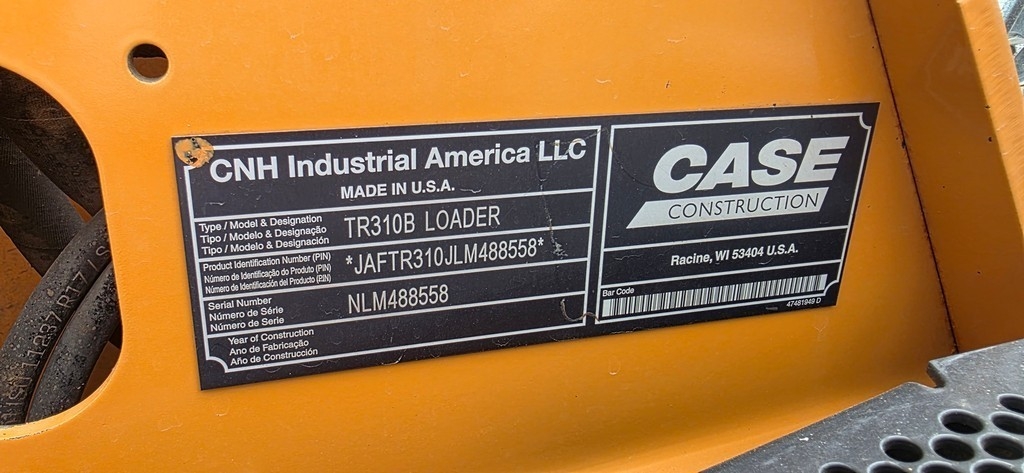 CNH Industrial America LLC
MADE IN U.S.A.
Type / Model & Designation
Tipo / Modelo & Designação
Tipo / Modelo & Designación
TR310B LOADER
Product Identification Number (PIN)
Número de Identificação do Produto (PIN)
Número de Identificación del Producto (PIN)
*JAFTR310JLM488558*
Serial Number
Número de Série
Número de Serie
NLM488558
Year of Construction
Ano de Fabricação
Año de Construcción
CASE
CONSTRUCTION
Racine, WI 53404 U.S.A.
Bar Code
47481949 D